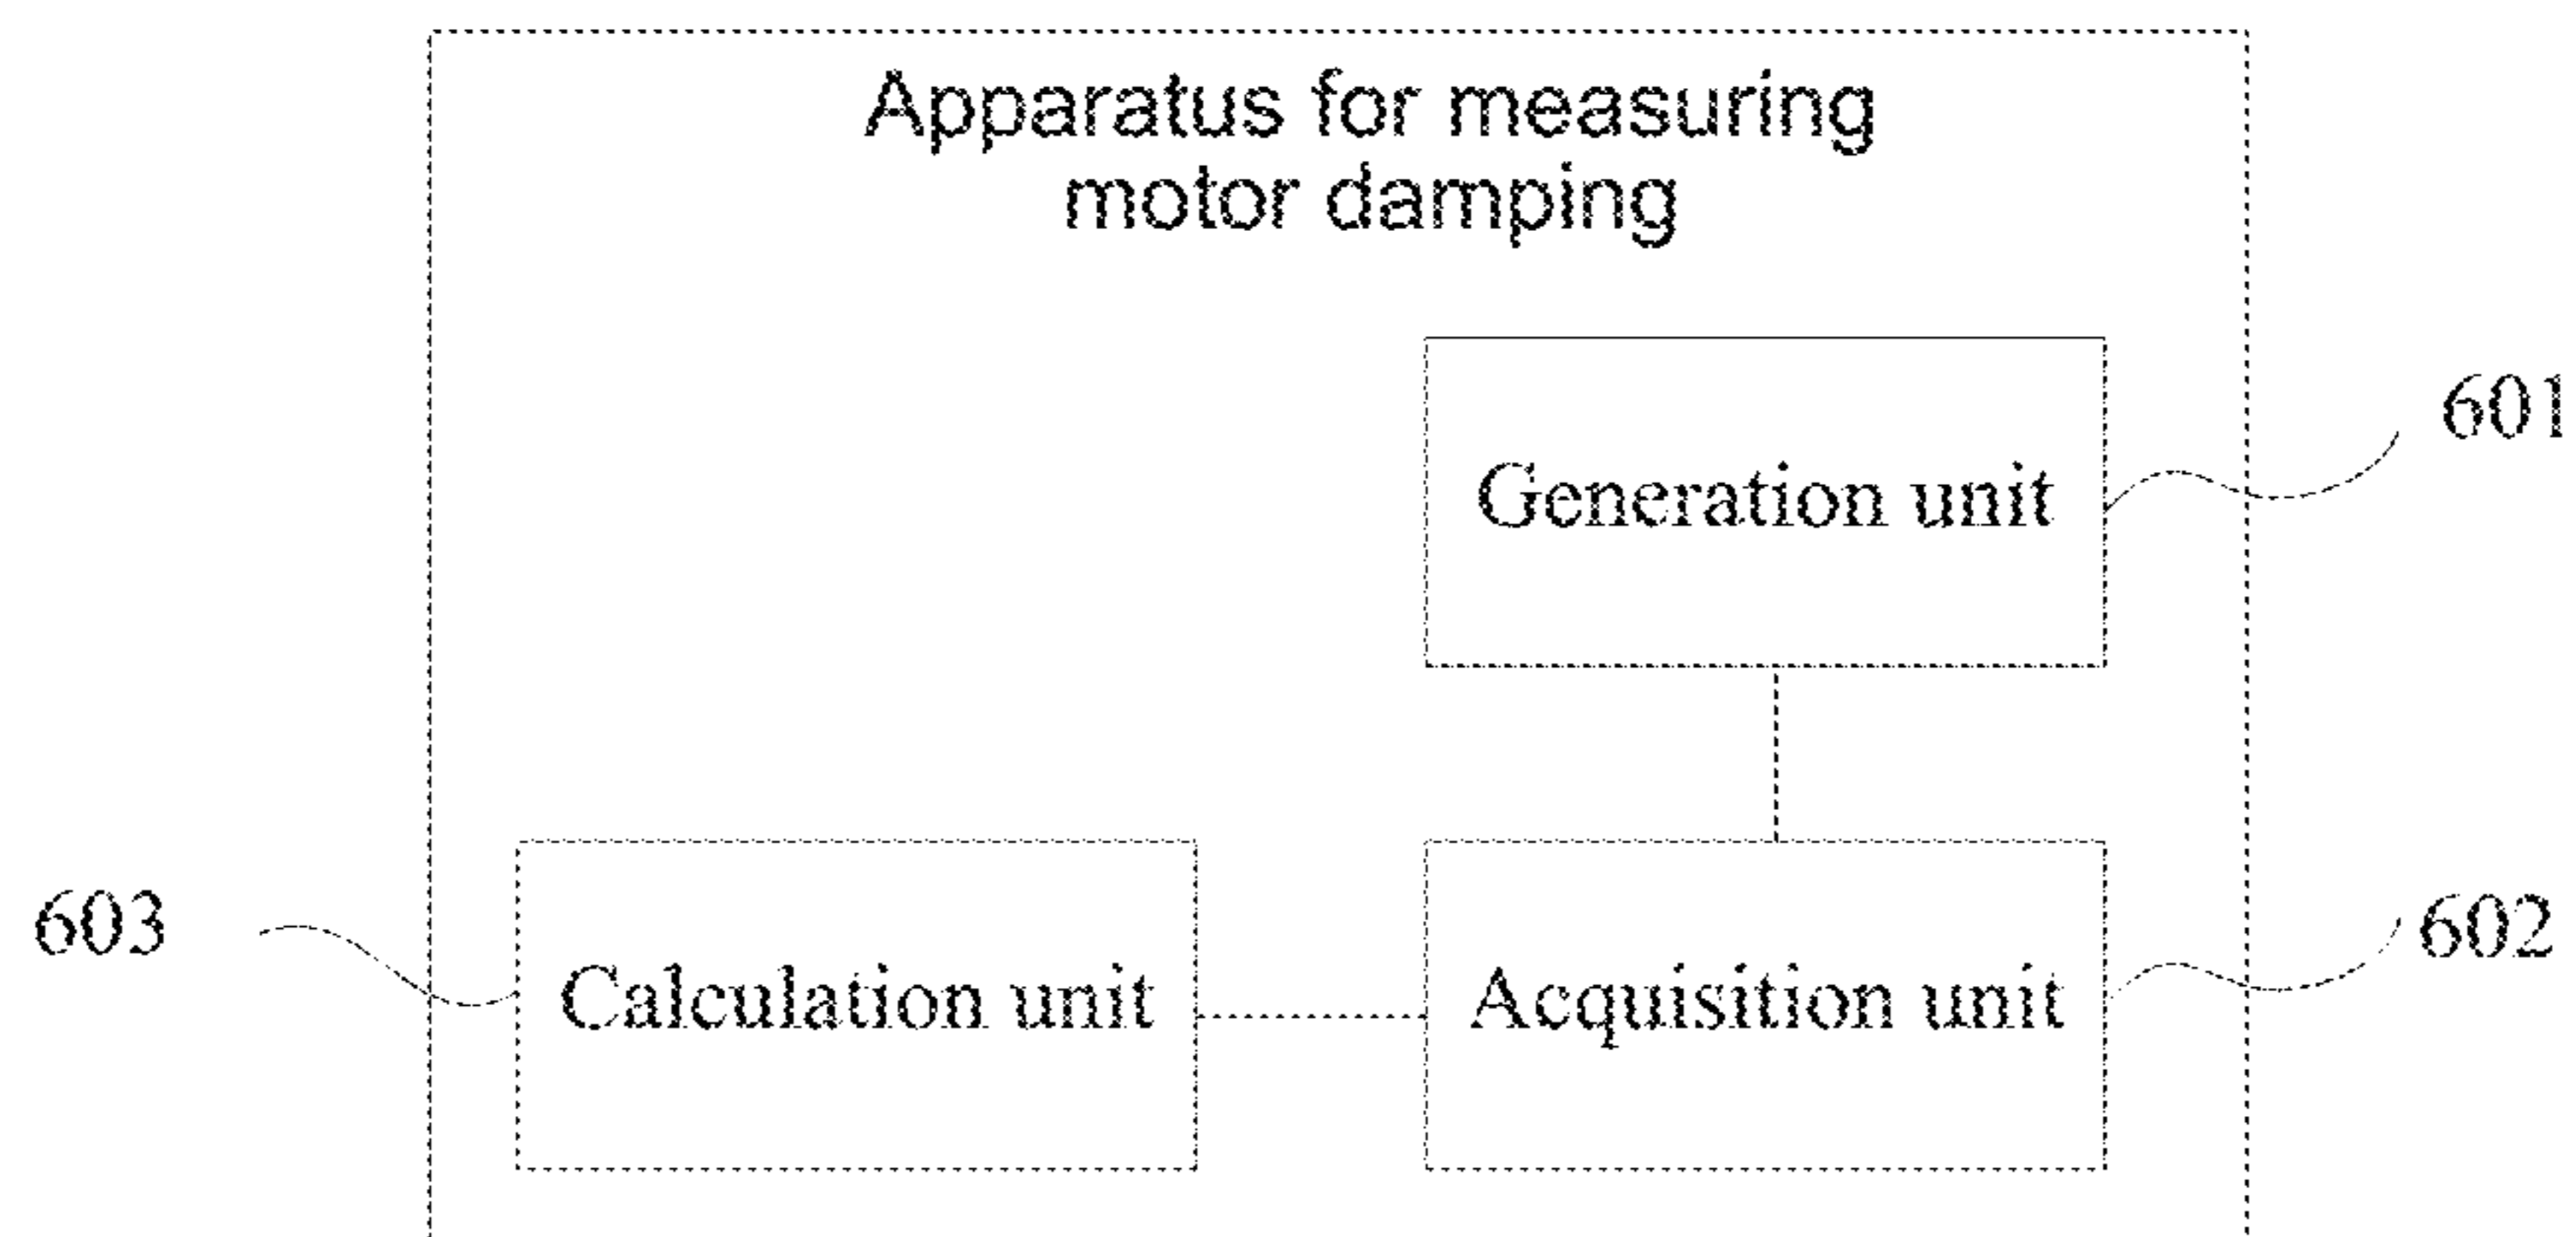 Apparatus for measuring
motor damping
601
Generation unit
603
Calculation unit
Acquisition unit
602